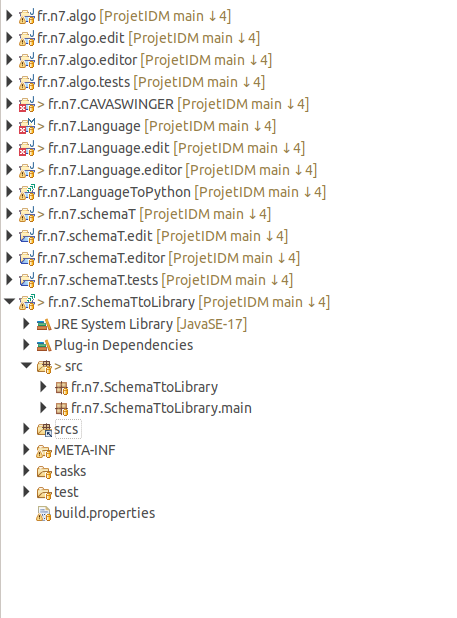 fr.n7.algo [ProjetIDM main ↓4]
fr.n7.algo.edit [ProjetIDM main ↓4]
fr.n7.algo.editor [ProjetIDM main ↓4]
fr.n7.algo.tests [ProjetIDM main ↓4]
> fr.n7.CAVASWINGER [ProjetIDM main ↓4]
> fr.n7.Language [ProjetIDM main ↓4]
> fr.n7.Language.edit [ProjetIDM main ↓4]
> fr.n7.Language.editor [ProjetIDM main ↓4]
fr.n7.LanguageToPython [ProjetIDM main ↓4]
> fr.n7.schemaT [ProjetIDM main ↓4]
fr.n7.schemaT.edit [ProjetIDM main ↓4]
fr.n7.schemaT.editor [ProjetIDM main ↓4]
fr.n7.schemaT.tests [ProjetIDM main ↓4]
> fr.n7.SchemaTtoLibrary [ProjetIDM main ↓4]
JRE System Library [JavaSE-17]
Plug-in Dependencies
> src
fr.n7.SchemaTtoLibrary
fr.n7.SchemaTtoLibrary.main
srcs
META-INF
tasks
test
build.properties